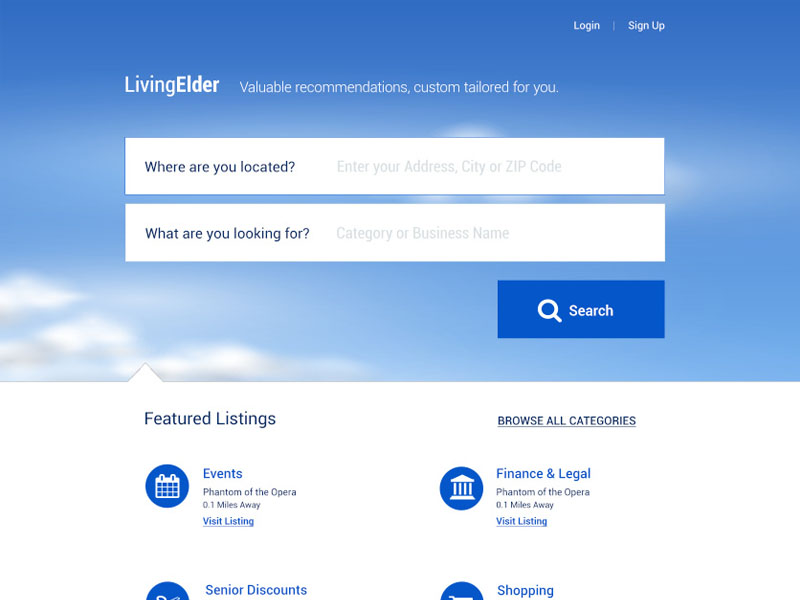 Login | Sign Up
LivingElder Valuable recommendations, custom tailored for you.
Where are you located? Enter your Address, City or ZIP Code
What are you looking for? Category or Business Name
Search
Featured Listings BROWSE ALL CATEGORIES
Events
Phantom of the Opera
0.1 Miles Away
Visit Listing
Finance & Legal
Phantom of the Opera
0.1 Miles Away
Visit Listing
Senior Discounts
Shopping